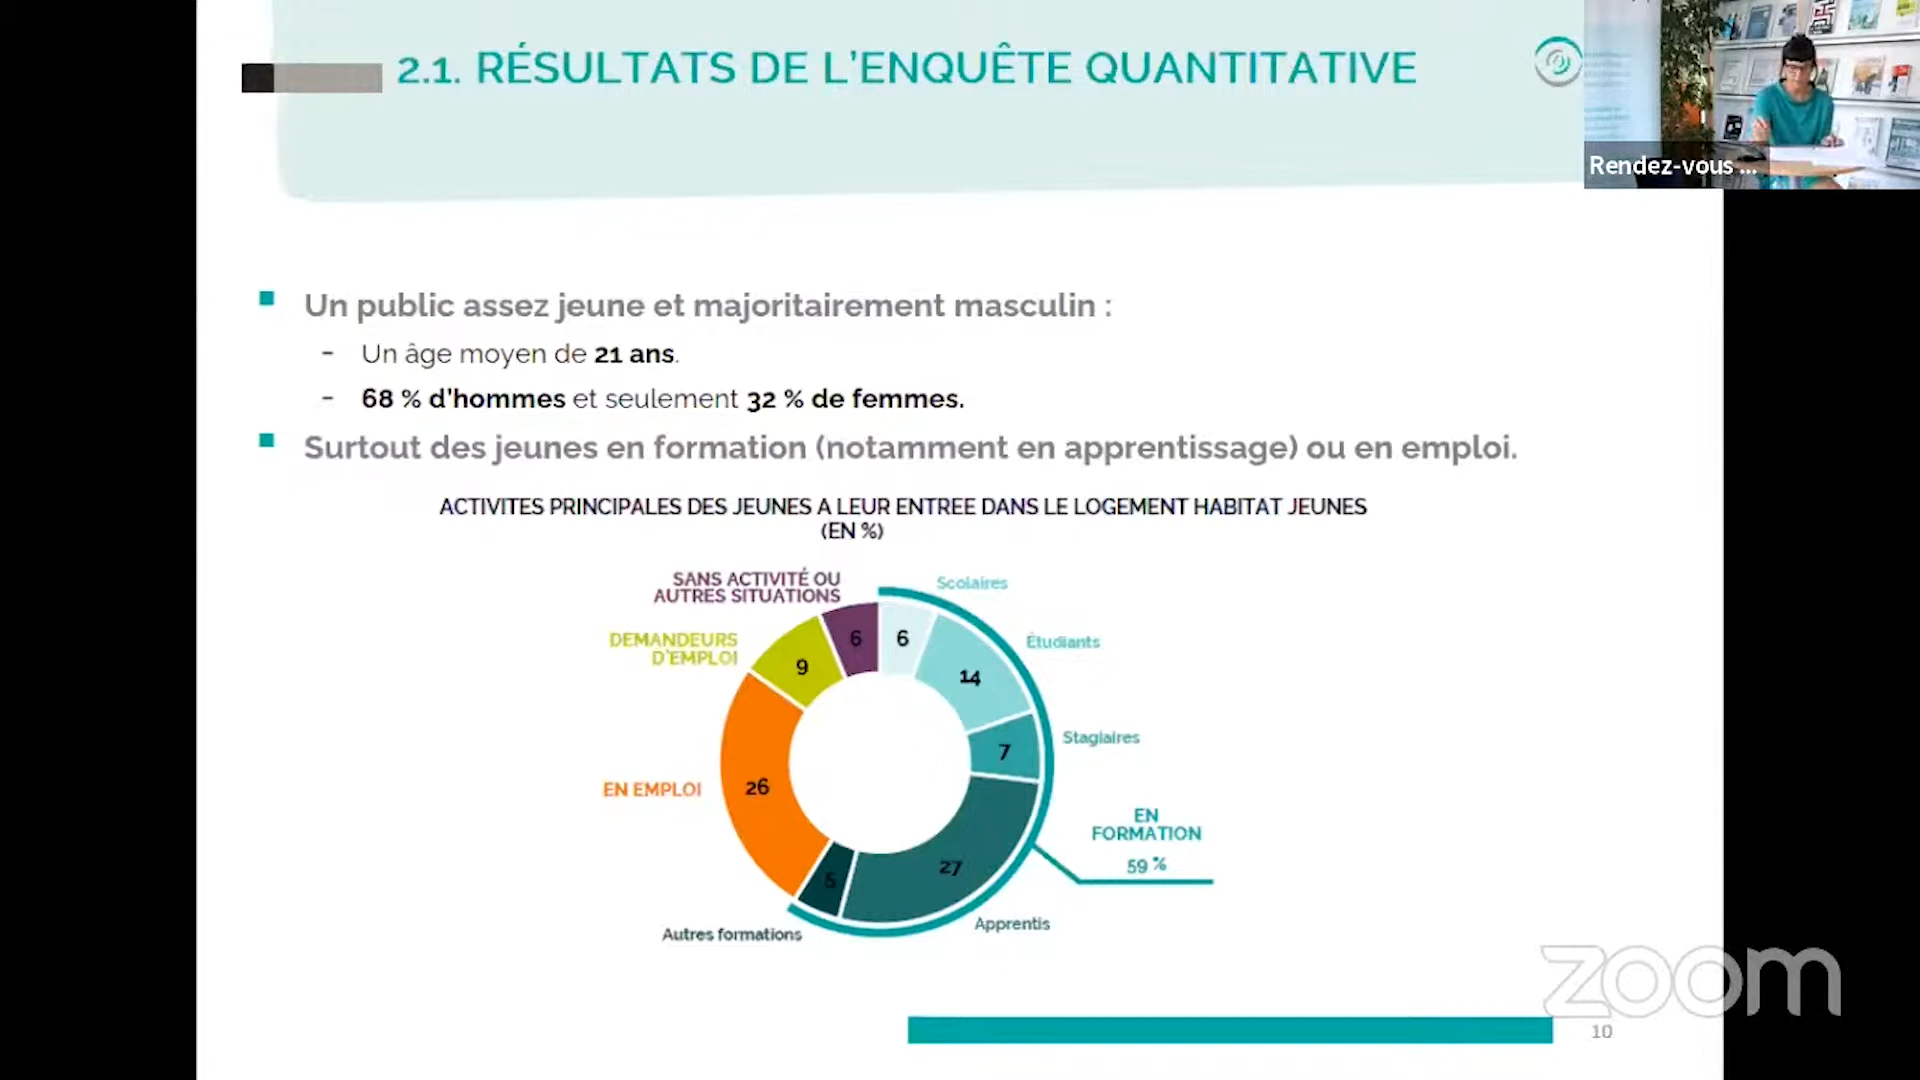 2.1. RÉSULTATS DE L'ENQUÊTE QUANTITATIVE
Rendez-vous ...
Un public assez jeune et majoritairement masculin :
- Un âge moyen de 21 ans.
- 68 % d'hommes et seulement 32 % de femmes.
Surtout des jeunes en formation (notamment en apprentissage) ou en emploi.
ACTIVITES PRINCIPALES DES JEUNES A LEUR ENTREE DANS LE LOGEMENT HABITAT JEUNES
(EN %)
SANS ACTIVITÉ OU
AUTRES SITUATIONS
Scolaires
DEMANDEURS
D'EMPLOI
Étudiants
6
6
9
14
Stagiaires
7
EN EMPLOI
26
EN
FORMATION
59 %
27
5
Apprentis
Autres formations
zoom
10